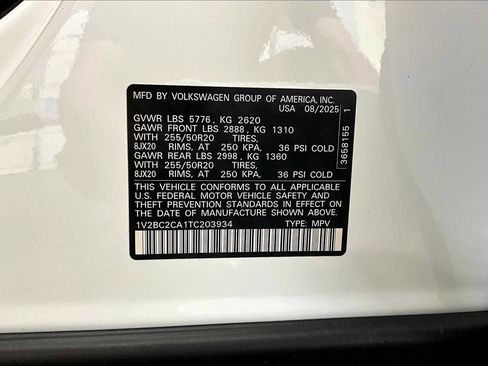 MFD. BY VOLKSWAGEN GROUP OF AMERICA, INC.
USA 08/2025
GVWR LBS 5776, KG 2620
GAWR FRONT LBS 2888, KG 1310
WITH 255/50R20 TIRES,
8JX20 RIMS, AT 250 KPA, 36 PSI COLD
GAWR REAR LBS 2998, KG 1360
WITH 255/50R20 TIRES,
8JX20 RIMS, AT 250 KPA, 36 PSI COLD
THIS VEHICLE CONFORMS TO ALL APPLICABLE
U.S. FEDERAL MOTOR VEHICLE SAFETY AND
THEFT PREVENTION STANDARDS IN EFFECT ON
THE DATE OF MANUFACTURE SHOWN ABOVE.
1V2BC2CA1TC203934 TYPE: MPV
3658155 1